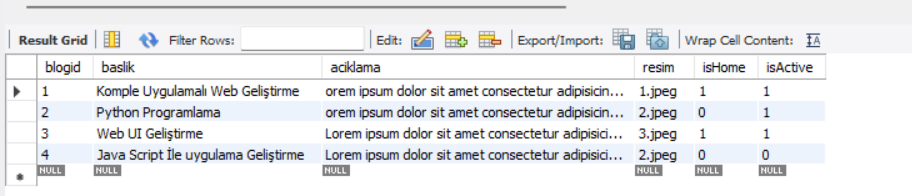 Result Grid Filter Rows: Edit: Export/Import: Wrap Cell Content:
blogid baslik aciklama resim isHome isActive
1 Komple Uygulamalı Web Geliştirme orem ipsum dolor sit amet consectetur adipisicin... 1.jpeg 1 1
2 Python Programlama orem ipsum dolor sit amet consectetur adipisicin... 2.jpeg 0 1
3 Web UI Geliştirme Lorem ipsum dolor sit amet consectetur adipisici... 3.jpeg 1 1
4 Java Script İle uygulama Geliştirme Lorem ipsum dolor sit amet consectetur adipisici... 2.jpeg 0 0
NULL NULL NULL NULL NULL NULL